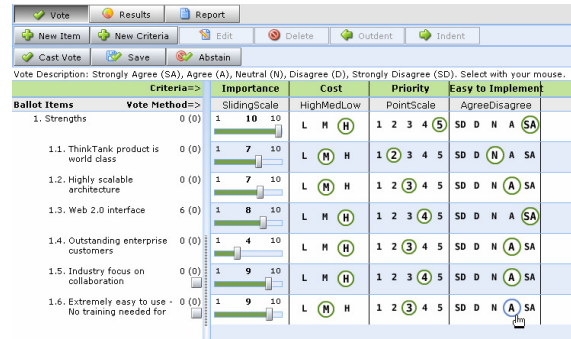 Vote Results Report
New Item New Criteria Edit Delete Outdent Indent
Cast Vote Save Abstain
Vote Description: Strongly Agree (SA), Agree (A), Neutral (N), Disagree (D), Strongly Disagree (SD). Select with your mouse.
Criteria=> Importance Cost Priority Easy to Implement
Ballot Items Vote Method=> SlidingScale HighMedLow PointScale AgreeDisagree
1. Strengths 0 (0) 1 10 10 L M H 1 2 3 4 5 SD D N A SA
1.1. ThinkTank product is 0 (0) 1 7 10 L M H 1 2 3 4 5 SD D N A SA
world class
1.2. Highly scalable 0 (0) 1 7 10 L M H 1 2 3 4 5 SD D N A SA
architecture
1.3. Web 2.0 interface 6 (0) 1 8 10 L M H 1 2 3 4 5 SD D N A SA
1.4. Outstanding enterprise 0 (0) 1 4 10 L M H 1 2 3 4 5 SD D N A SA
customers
1.5. Industry focus on 0 (0) 1 9 10 L M H 1 2 3 4 5 SD D N A SA
collaboration
1.6. Extremely easy to use - 0 (0) 1 9 10 L M H 1 2 3 4 5 SD D N A SA
No training needed for